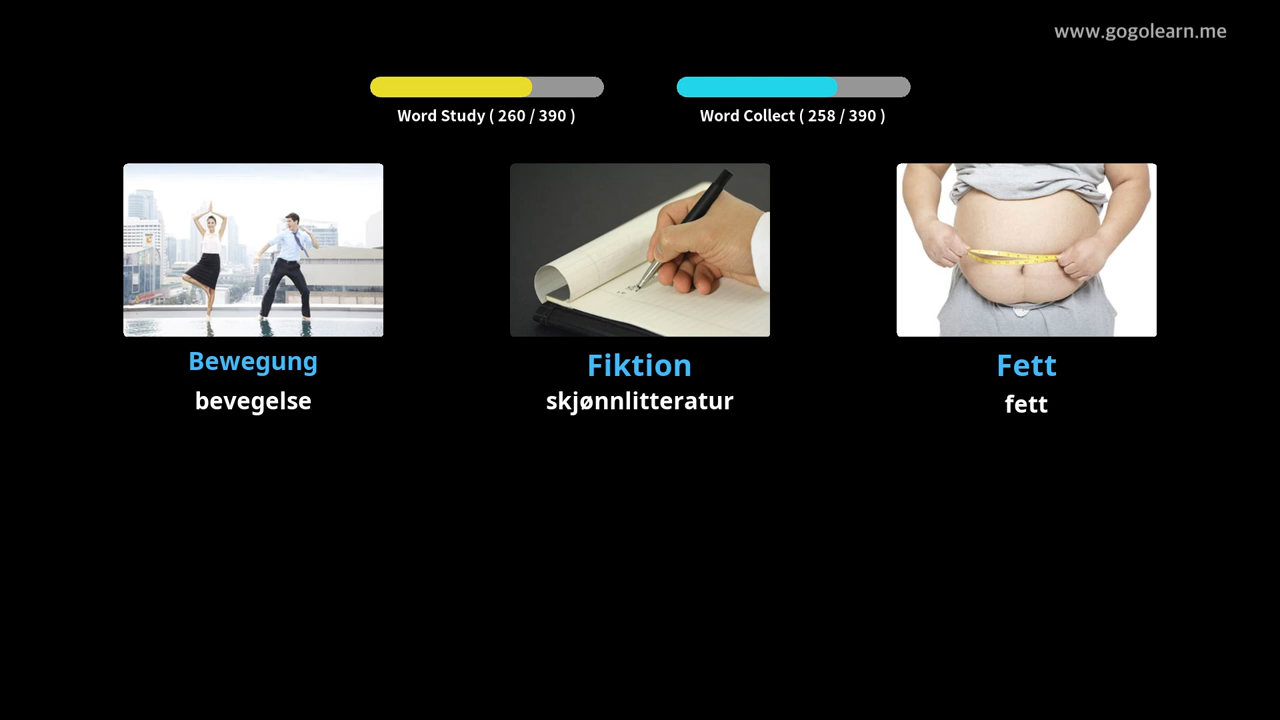 www.gogolearn.me
Word Study ( 260 / 390 )
Word Collect ( 258 / 390 )
Bewegung
bevegelse
Fiktion
skjønnlitteratur
Fett
fett